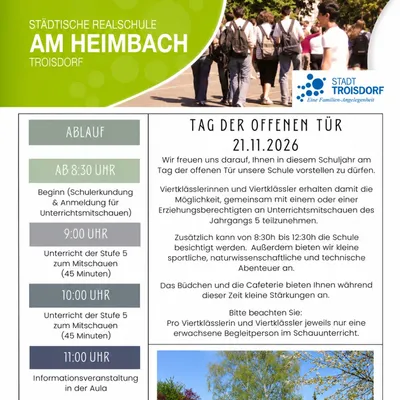 STÄDTISCHE REALSCHULE
AM HEIMBACH
TROISDORF
STADT
TROISDORF
Eine Familien-Angelegenheit
ABLAUF
AB 8:30 UHR
Beginn (Schulerkundung
& Anmeldung für
Unterrichtsmitschauen)
9:00 UHR
Unterricht der Stufe 5
zum Mitschauen
(45 Minuten)
10:00 UHR
Unterricht der Stufe 5
zum Mitschauen
(45 Minuten)
11:00 UHR
Informationsveranstaltung
in der Aula
TAG DER OFFENEN TÜR
21.11.2026
Wir freuen uns darauf, Ihnen in diesem Schuljahr am
Tag der offenen Tür unsere Schule vorstellen zu dürfen.
Viertklässlerinnen und Viertklässler erhalten damit die
Möglichkeit, gemeinsam mit einem oder einer
Erziehungsberechtigten an Unterrichtsmitschauen des
Jahrgangs 5 teilzunehmen.
Zusätzlich kann von 8:30h bis 12:30h die Schule
besichtigt werden. Außerdem bieten wir kleine
sportliche, naturwissenschaftliche und technische
Abenteuer an.
Das Büdchen und die Cafeterie bieten Ihnen während
dieser Zeit kleine Stärkungen an.
Bitte beachten Sie:
Pro Viertklässlerin und Viertklässler jeweils nur eine
erwachsene Begleitperson im Schauunterricht.